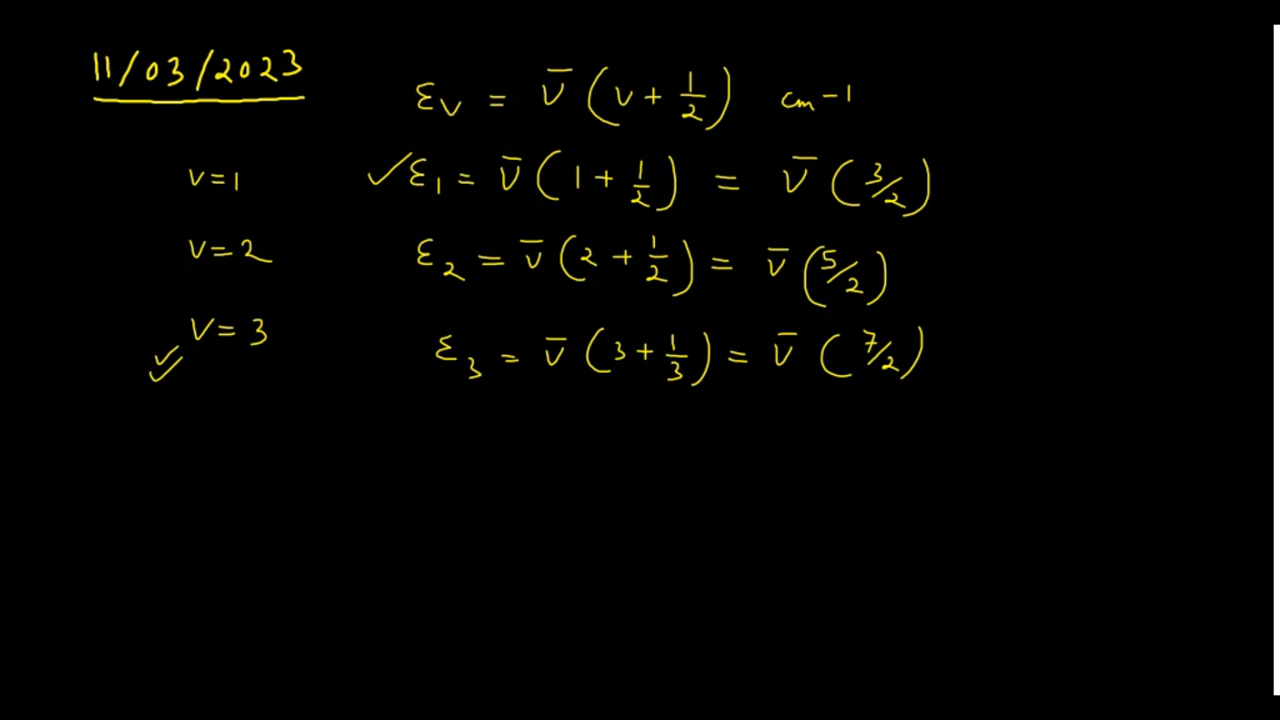 11/03/2023
εv = v̄ (v + 1/2) cm-1
v=1 ✓ε1 = v̄ (1 + 1/2) = v̄ (3/2)
v=2 ε2 = v̄ (2 + 1/2) = v̄ (5/2)
v=3 ε3 = v̄ (3 + 1/3) = v̄ (7/2)